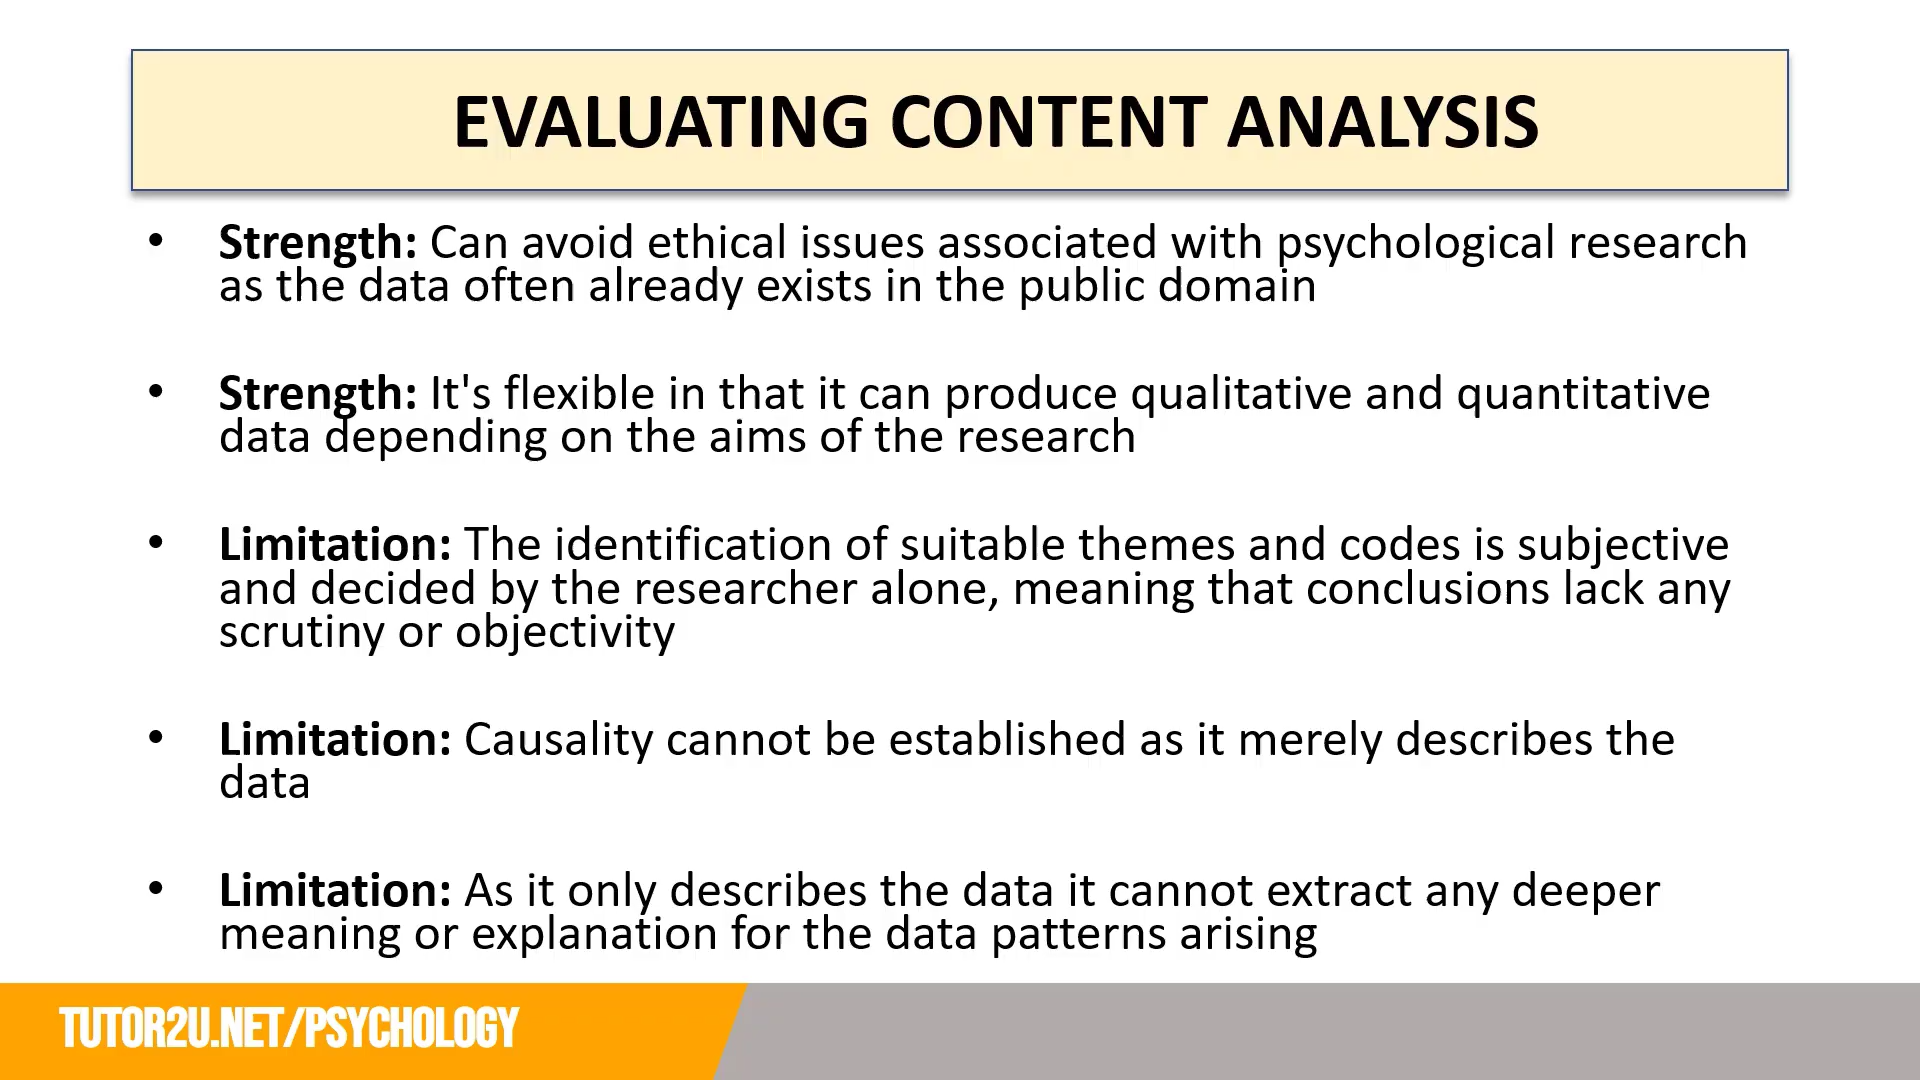 EVALUATING CONTENT ANALYSIS
• Strength: Can avoid ethical issues associated with psychological research
as the data often already exists in the public domain
• Strength: It's flexible in that it can produce qualitative and quantitative
data depending on the aims of the research
• Limitation: The identification of suitable themes and codes is subjective
and decided by the researcher alone, meaning that conclusions lack any
scrutiny or objectivity
• Limitation: Causality cannot be established as it merely describes the
data
• Limitation: As it only describes the data it cannot extract any deeper
meaning or explanation for the data patterns arising
TUTOR2U.NET/PSYCHOLOGY